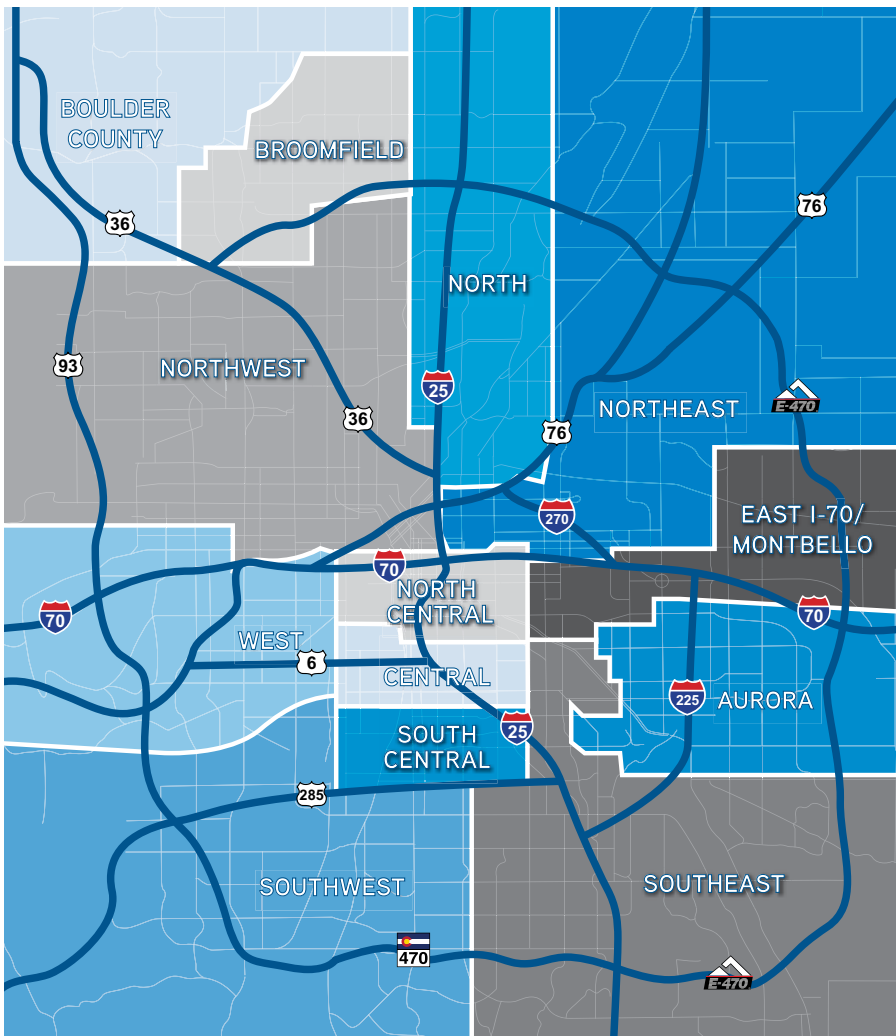 BOULDER
COUNTY
BROOMFIELD
36
76
NORTH
NORTHWEST
93
25
E-470
36
NORTHEAST
76
270
EAST I-70/
MONTBELLO
70
NORTH
CENTRAL
70
70
WEST
6
CENTRAL
225
AURORA
25
SOUTH
CENTRAL
285
SOUTHWEST
SOUTHEAST
470
E-470